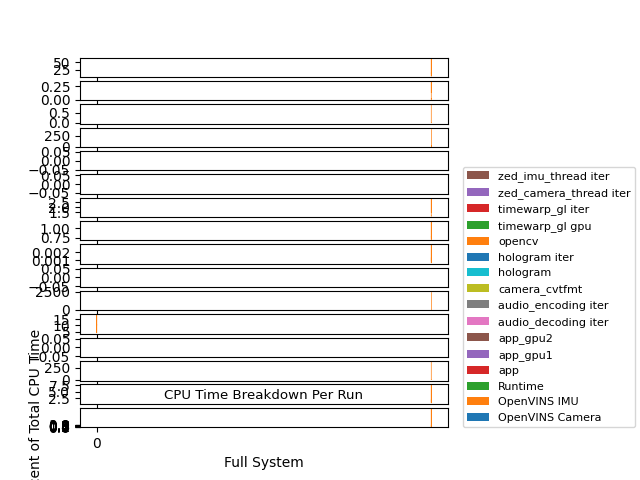 50
25
0.25
0.00
0.5
0.0
250
0
0.05
0.00
−0.05
0.05
0.00
−0.05
2.5
2.0
1.5
1.00
0.75
0.002
0.001
0.05
0.00
−0.05
2500
0
15
10
5
0.05
0.00
−0.05
250
0
7.5
5.0
2.5
CPU Time Breakdown Per Run
0
Full System
cent of Total CPU Time
zed_imu_thread iter
zed_camera_thread iter
timewarp_gl iter
timewarp_gl gpu
opencv
hologram iter
hologram
camera_cvtfmt
audio_encoding iter
audio_decoding iter
app_gpu2
app_gpu1
app
Runtime
OpenVINS IMU
OpenVINS Camera